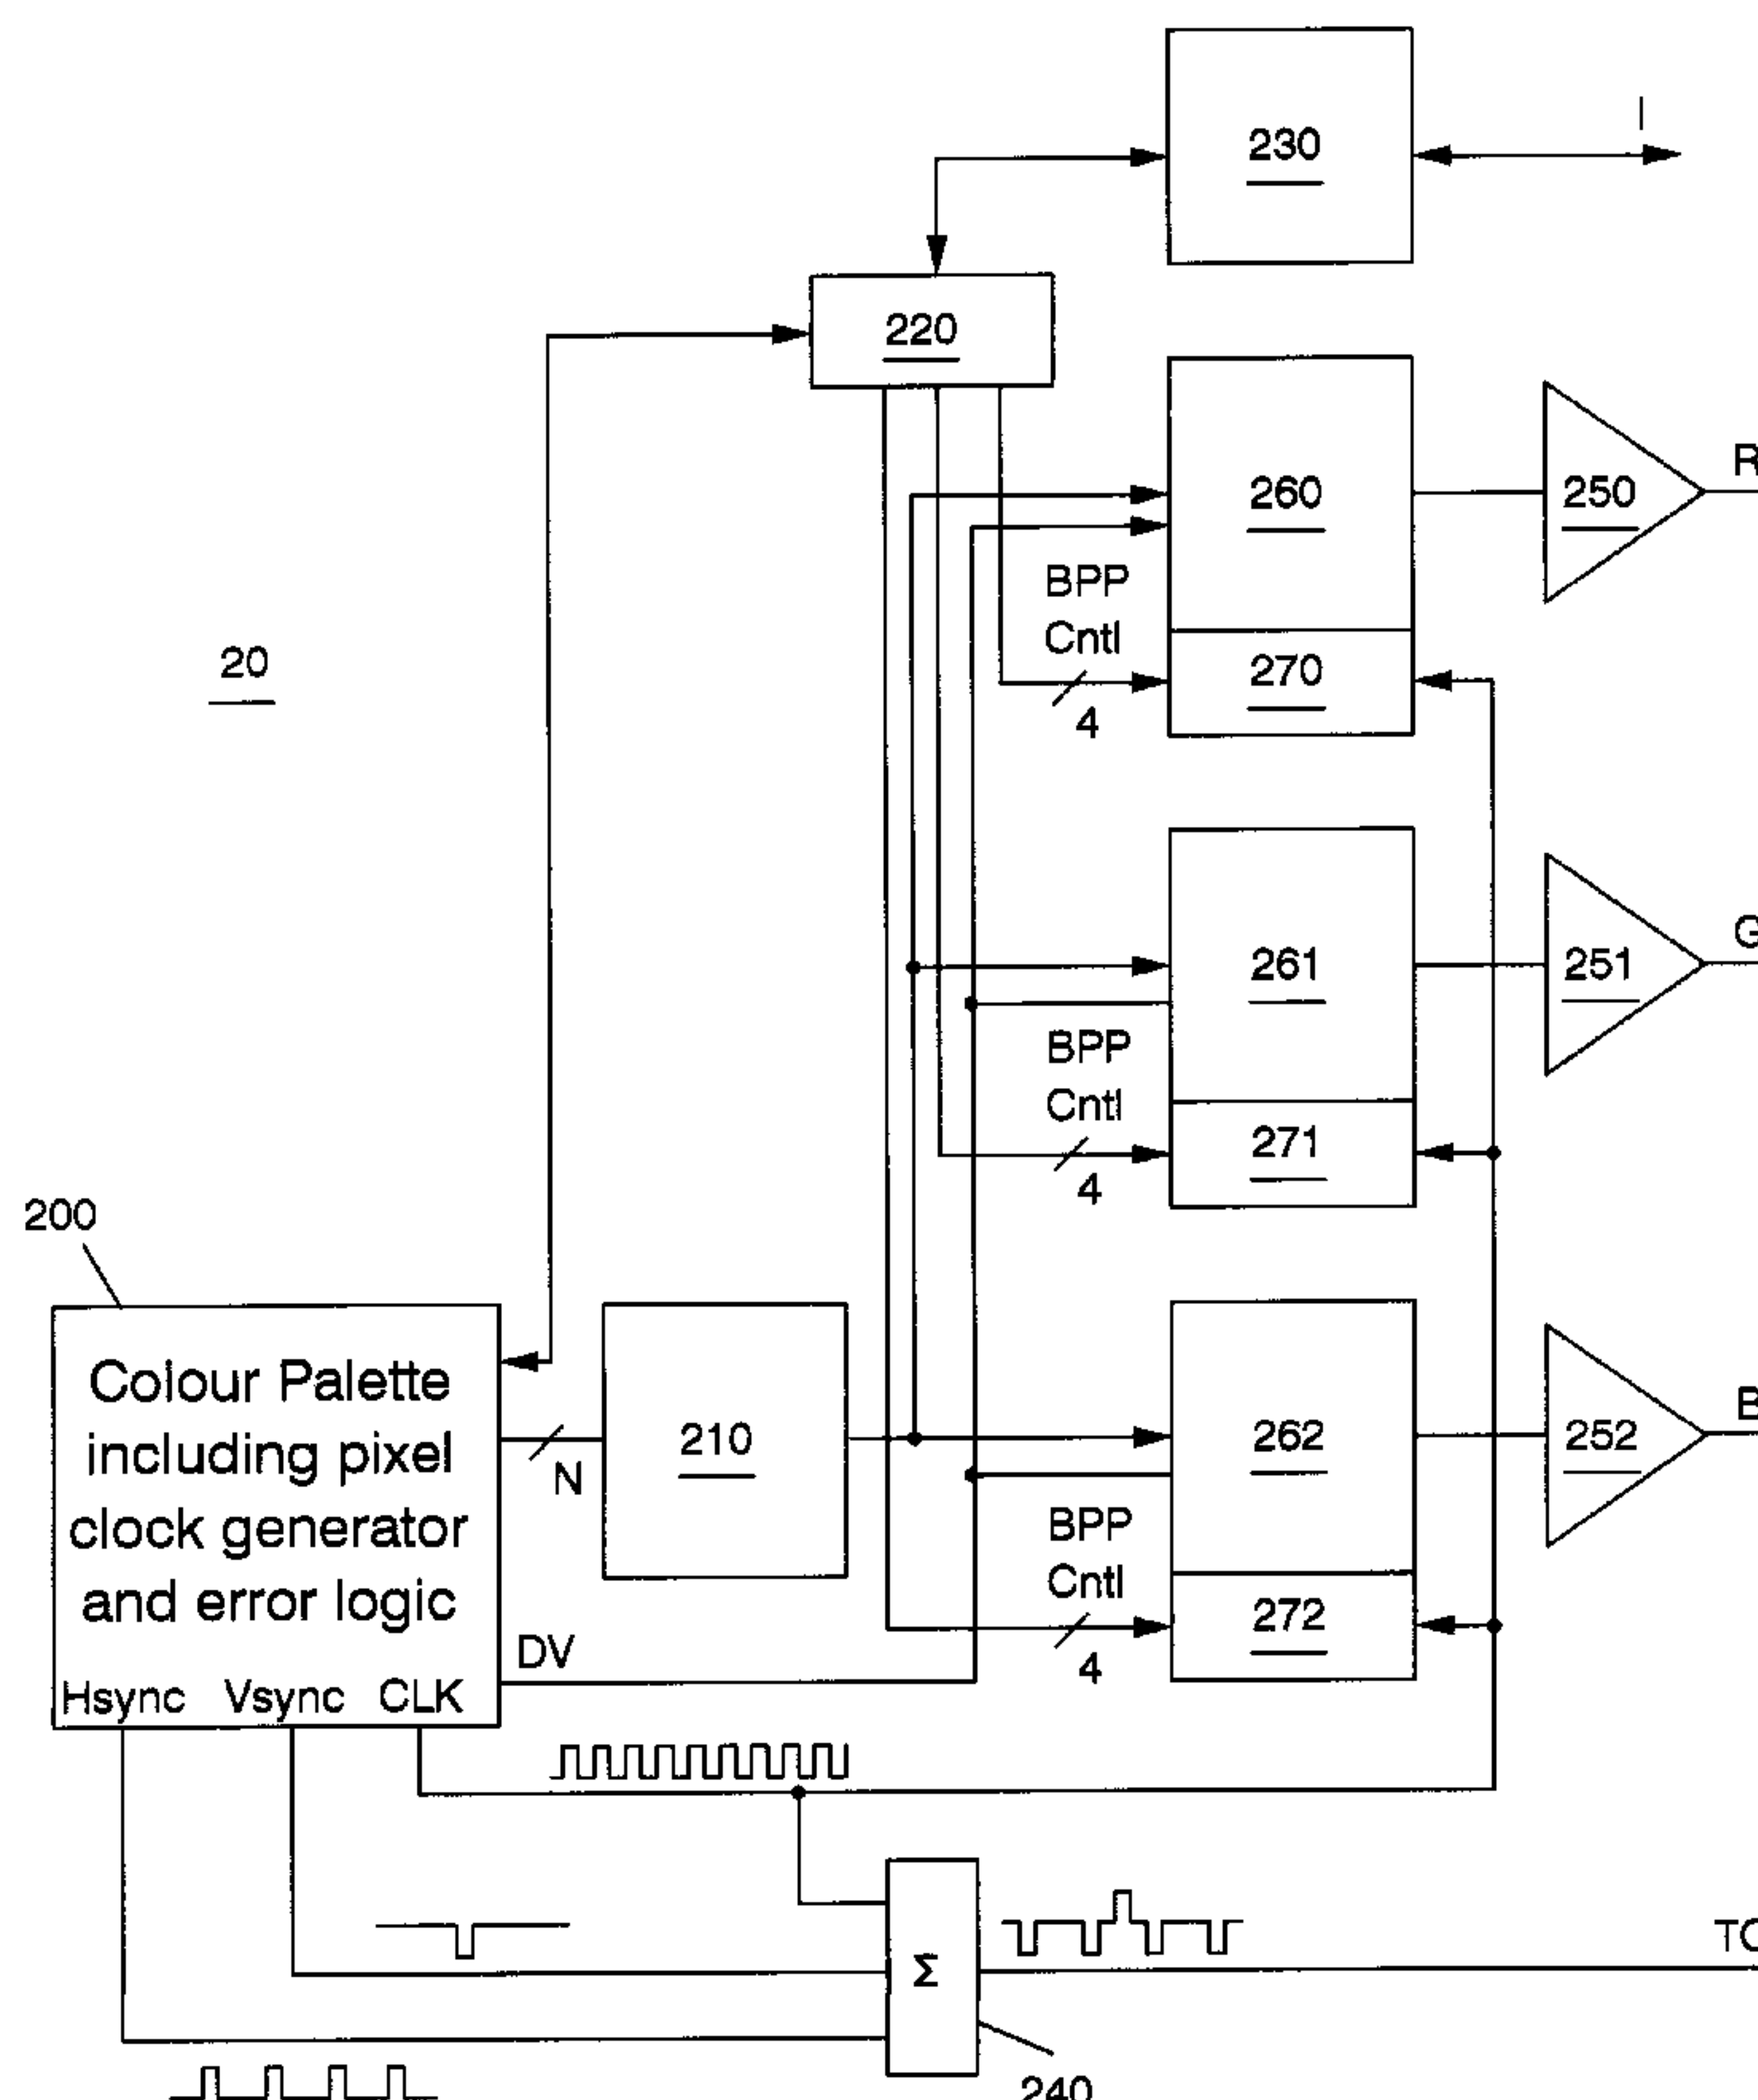 230
I
220
260
250
R
BPP
Cntl
270
4
20
261
251
G
BPP
Cntl
271
4
200
Colour Palette
including pixel
clock generator
and error logic
Hsync Vsync CLK
DV
N
210
262
252
B
BPP
Cntl
272
4
Σ
TC
240